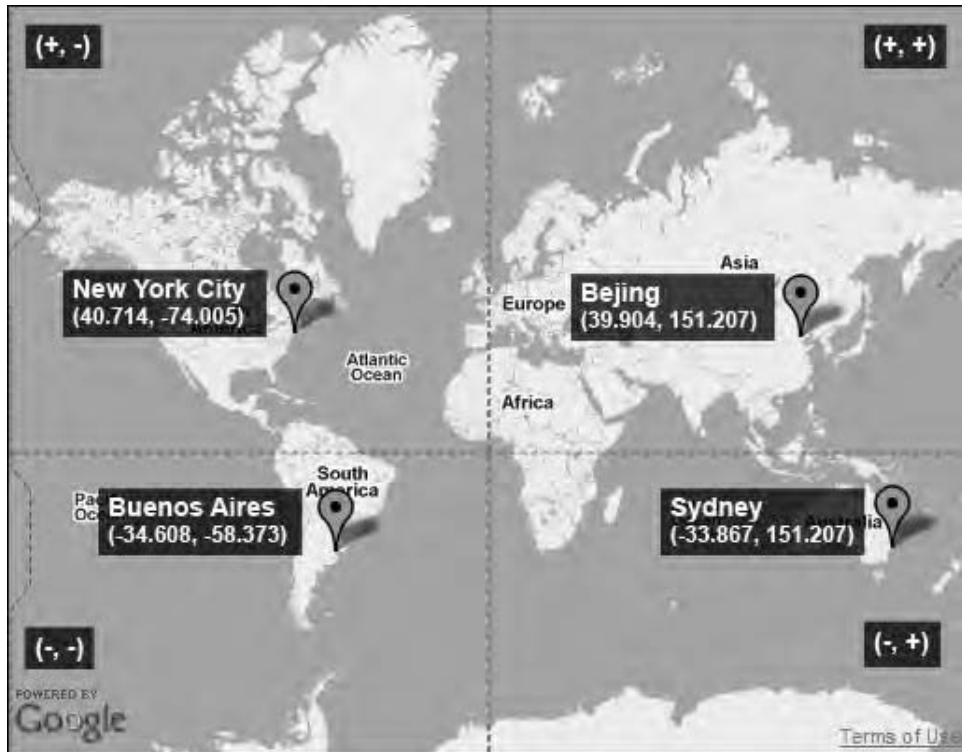 (+, -)
(+, +)
Asia
New York City
(40.714, -74.005)
Bejing
(39.904, 151.207)
Europe
Atlantic
Ocean
Africa
South
America
Buenos Aires
(-34.608, -58.373)
Sydney
(-33.867, 151.207)
(-, -)
(-, +)
POWERED BY
Google
Terms of Use